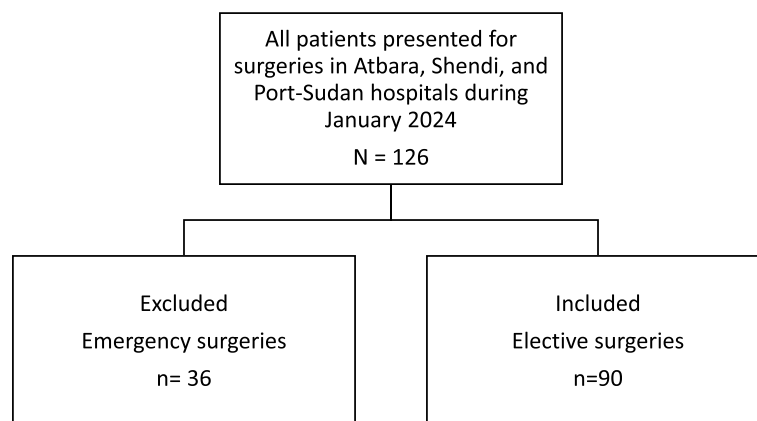 All patients presented for
surgeries in Atbara, Shendi, and
Port-Sudan hospitals during
January 2024
N = 126
Excluded
Emergency surgeries
n= 36
Included
Elective surgeries
n=90